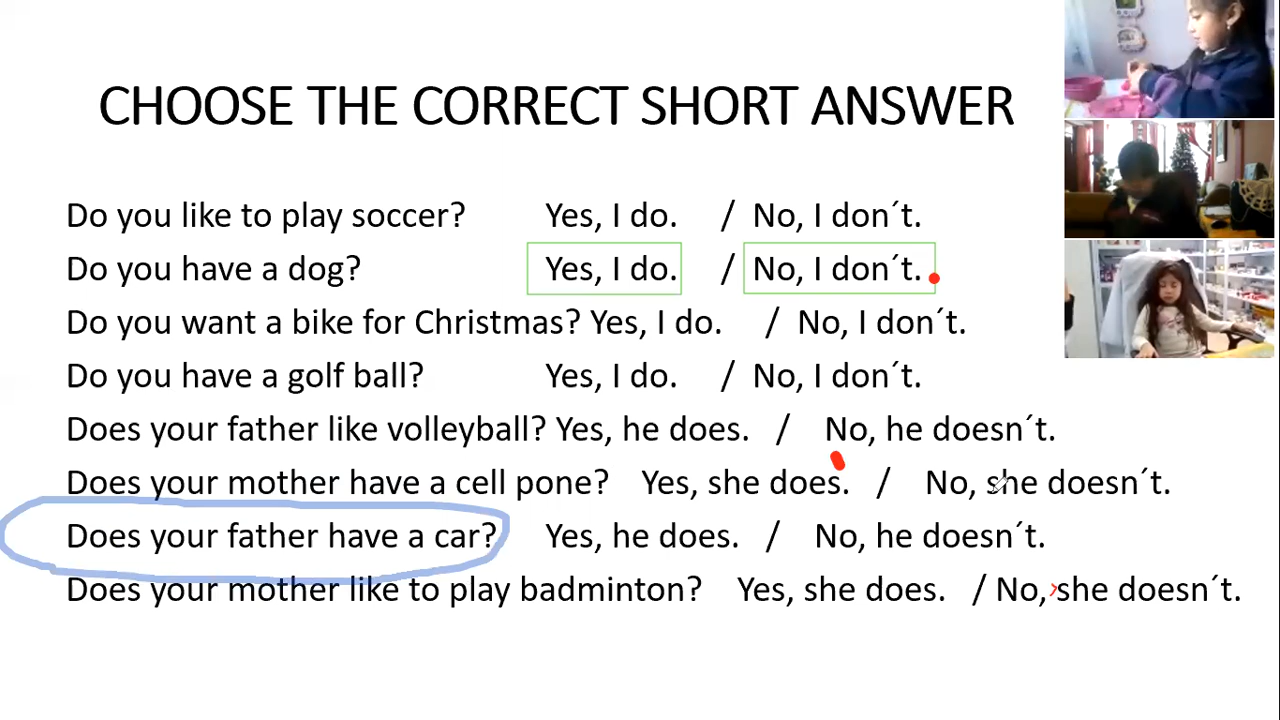 CHOOSE THE CORRECT SHORT ANSWER
Do you like to play soccer? Yes, I do. / No, I don´t.
Do you have a dog? Yes, I do. / No, I don´t.
Do you want a bike for Christmas? Yes, I do. / No, I don´t.
Do you have a golf ball? Yes, I do. / No, I don´t.
Does your father like volleyball? Yes, he does. / No, he doesn´t.
Does your mother have a cell pone? Yes, she does. / No, she doesn´t.
Does your father have a car? Yes, he does. / No, he doesn´t.
Does your mother like to play badminton? Yes, she does. / No, she doesn´t.